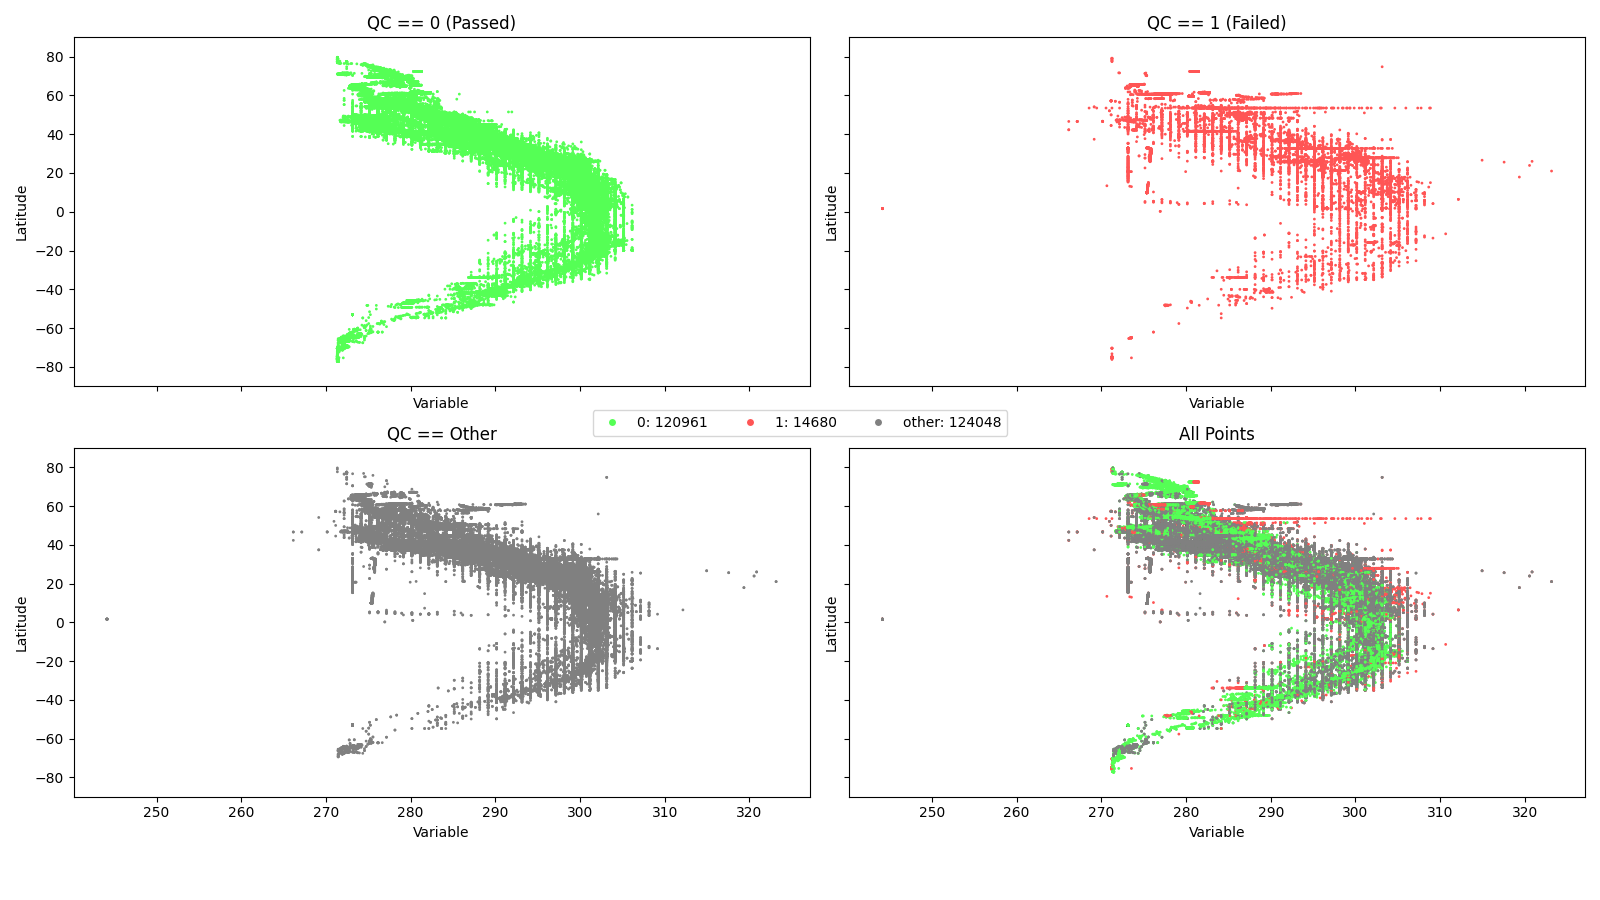 QC == 0 (Passed)
QC == 1 (Failed)
80
60
40
20
0
−20
−40
−60
−80
Latitude
Latitude
Variable
Variable
0: 120961
1: 14680
other: 124048
QC == Other
All Points
80
60
40
20
0
−20
−40
−60
−80
Latitude
Latitude
250 260 270 280 290 300 310 320
250 260 270 280 290 300 310 320
Variable
Variable